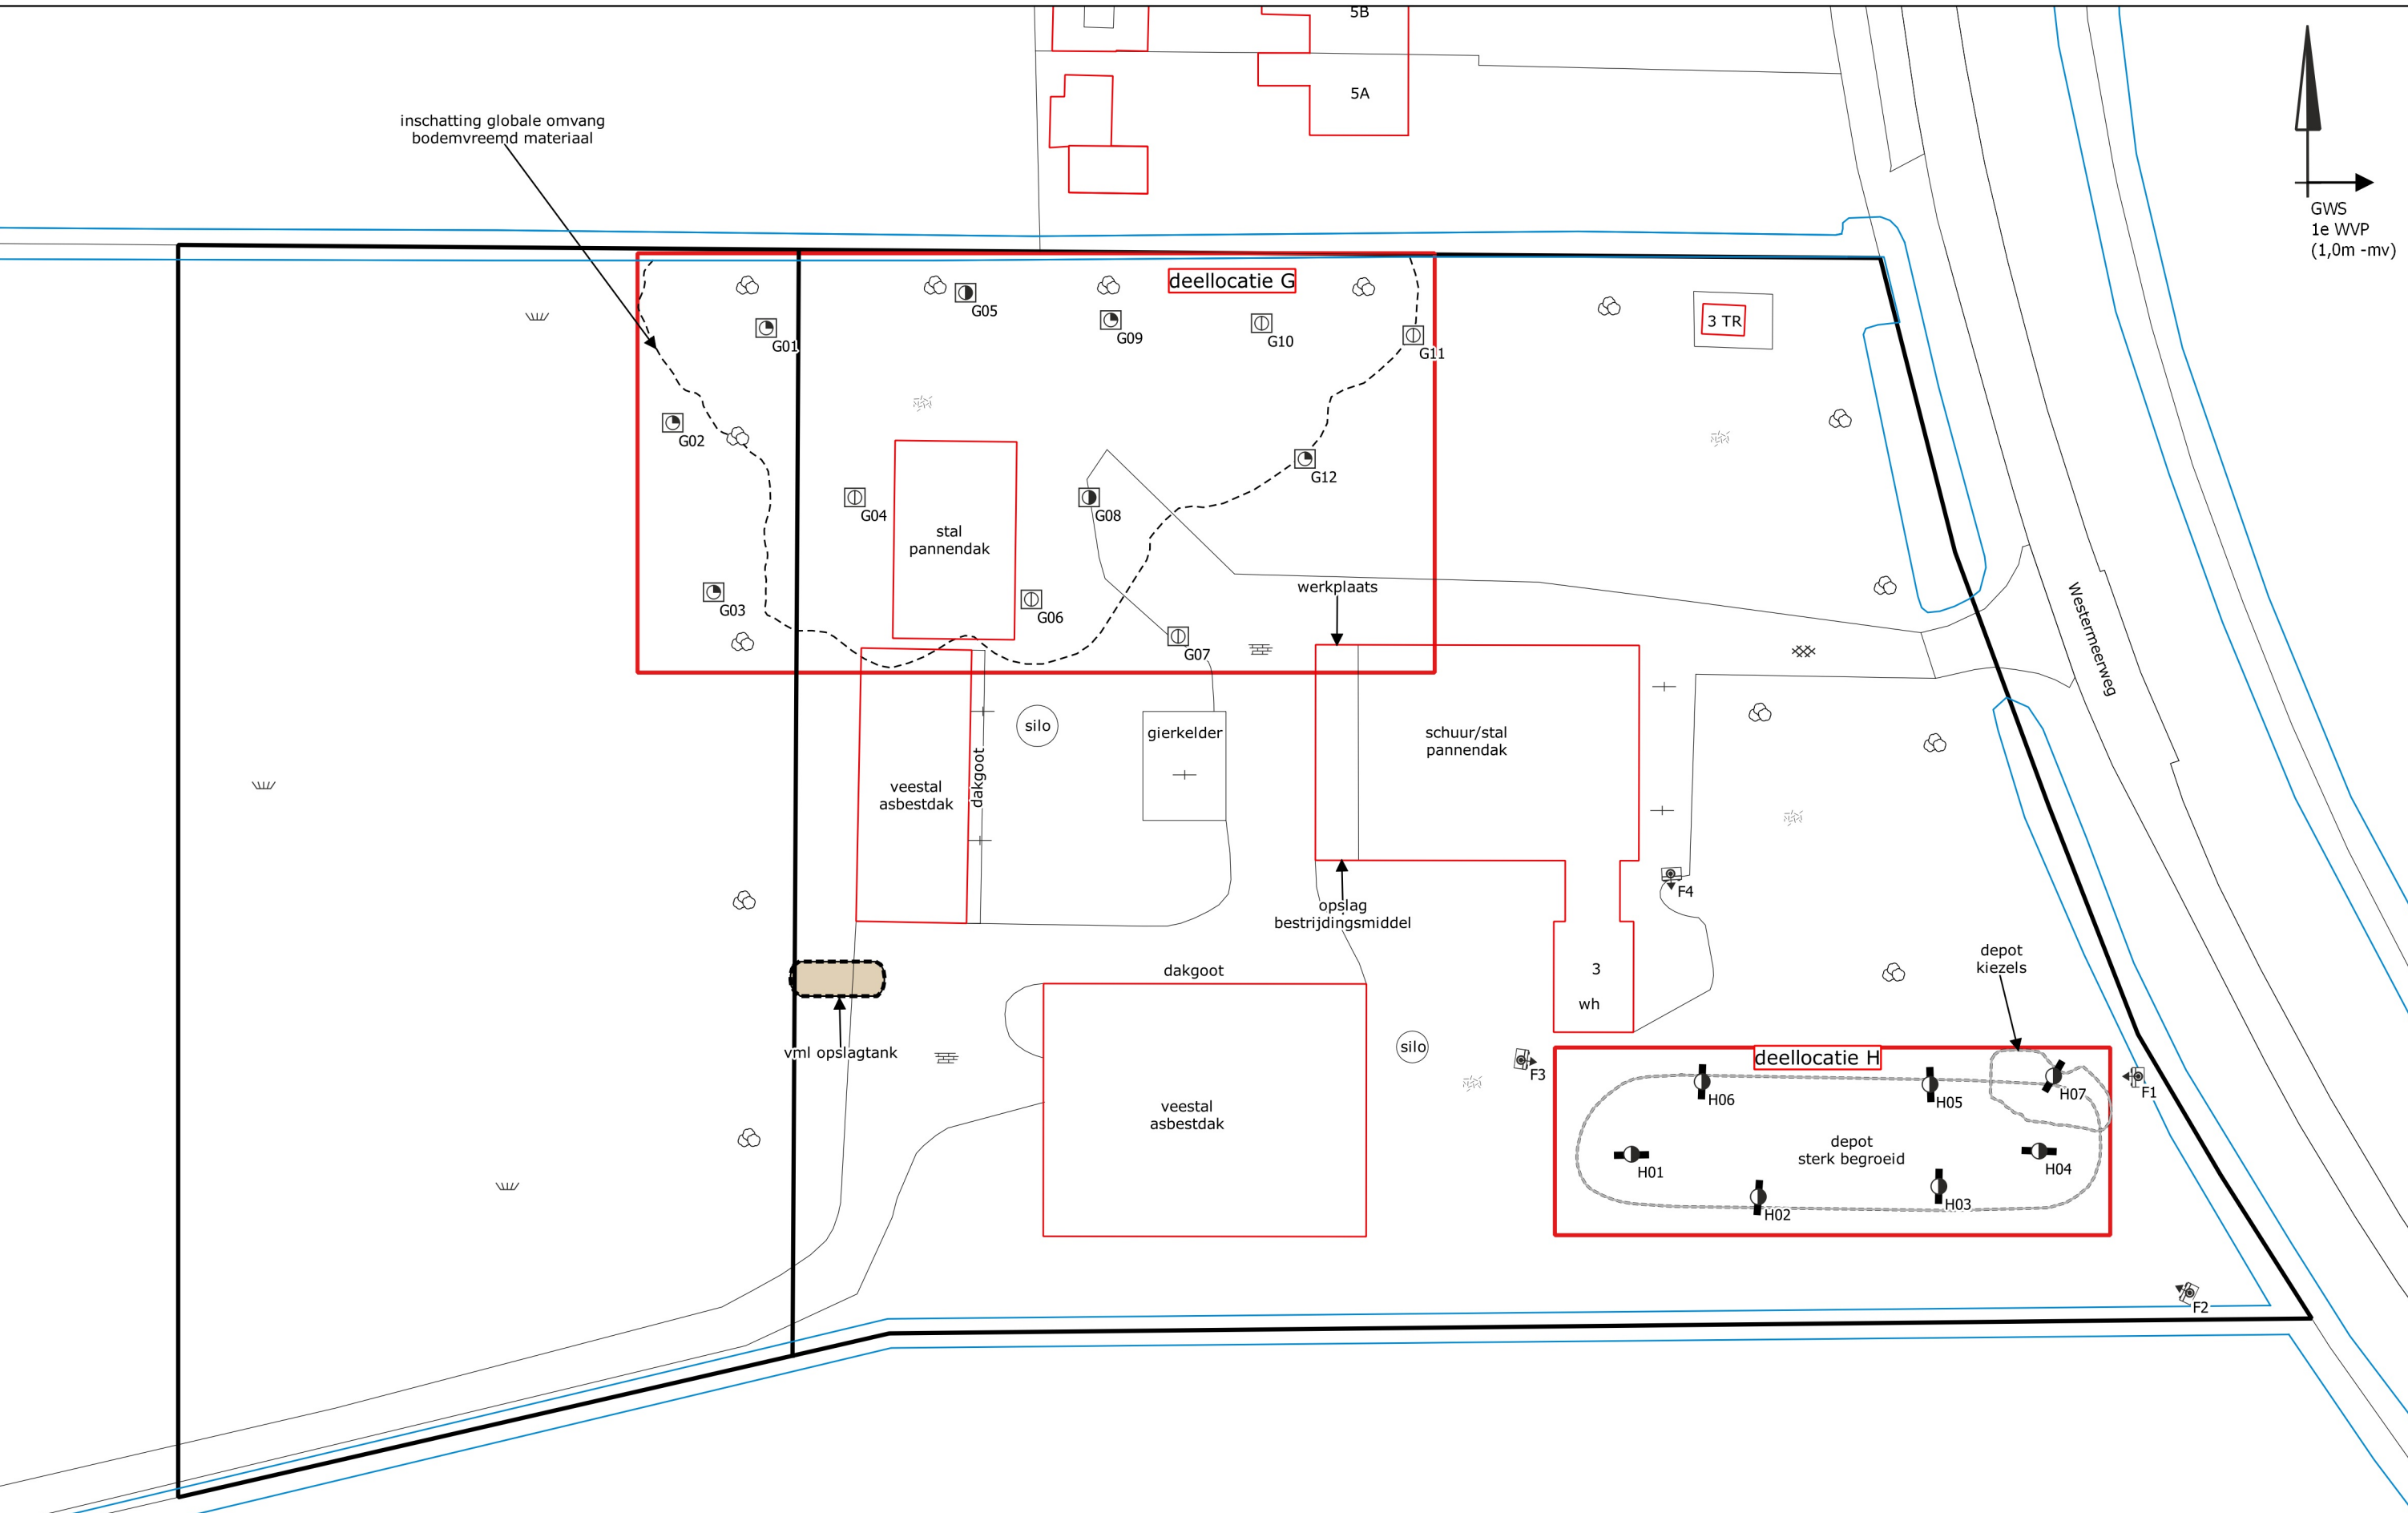 5B
5A
inschatting globale omvang
bodemvreemd materiaal
GWS
1e WVP
(1,0m -mv)
deellocatie G
G05
G01
G09
G10
G11
3 TR
G02
G12
G04
G08
stal
pannendak
G03
G06
G07
werkplaats
Westermeerweg
silo
gierkelder
schuur/stal
pannendak
veestal
asbestdak
dakgoot
F4
opslag
bestrijdingsmiddel
depot
kiezels
dakgoot
3
wh
vml opslagtank
silo
F3
deellocatie H
H06
H05
H07
F1
veestal
asbestdak
depot
sterk begroeid
H01
H04
H02
H03
F2